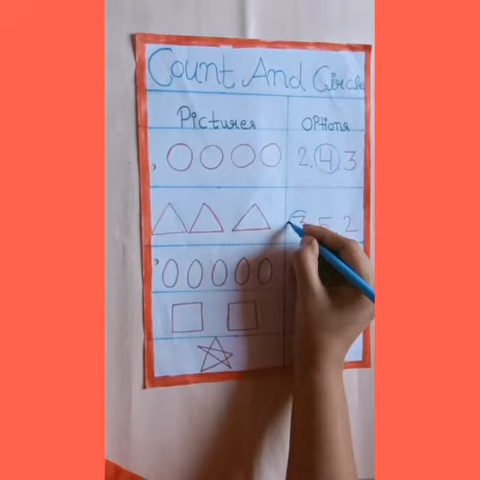 Count And Circle
Pictures
Options
2, 4, 3
3, 5, 2